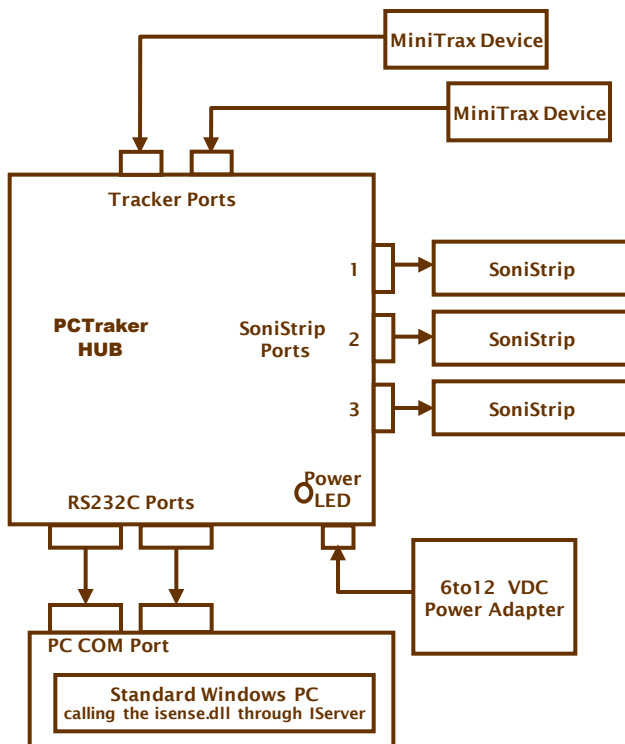 MiniTrax Device
MiniTrax Device
Tracker Ports
1
SoniStrip
PCTraker
HUB
SoniStrip
Ports
2
SoniStrip
3
SoniStrip
Power
LED
RS232C Ports
6to12 VDC
Power Adapter
PC COM Port
Standard Windows PC
calling the isense.dll through IServer